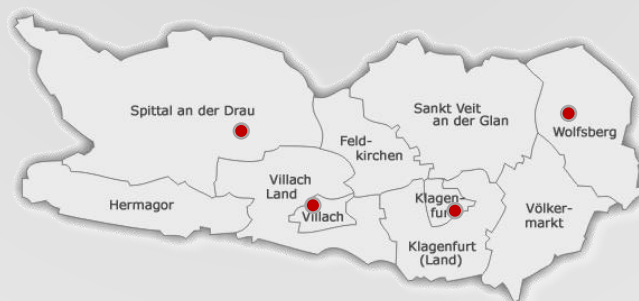 Spittal an der Drau
Sankt Veit
an der Glan
Wolfsberg
Feld-
kirchen
Villach
Land
Hermagor
Villach
Klagen-
furt
Völker-
markt
Klagenfurt
(Land)